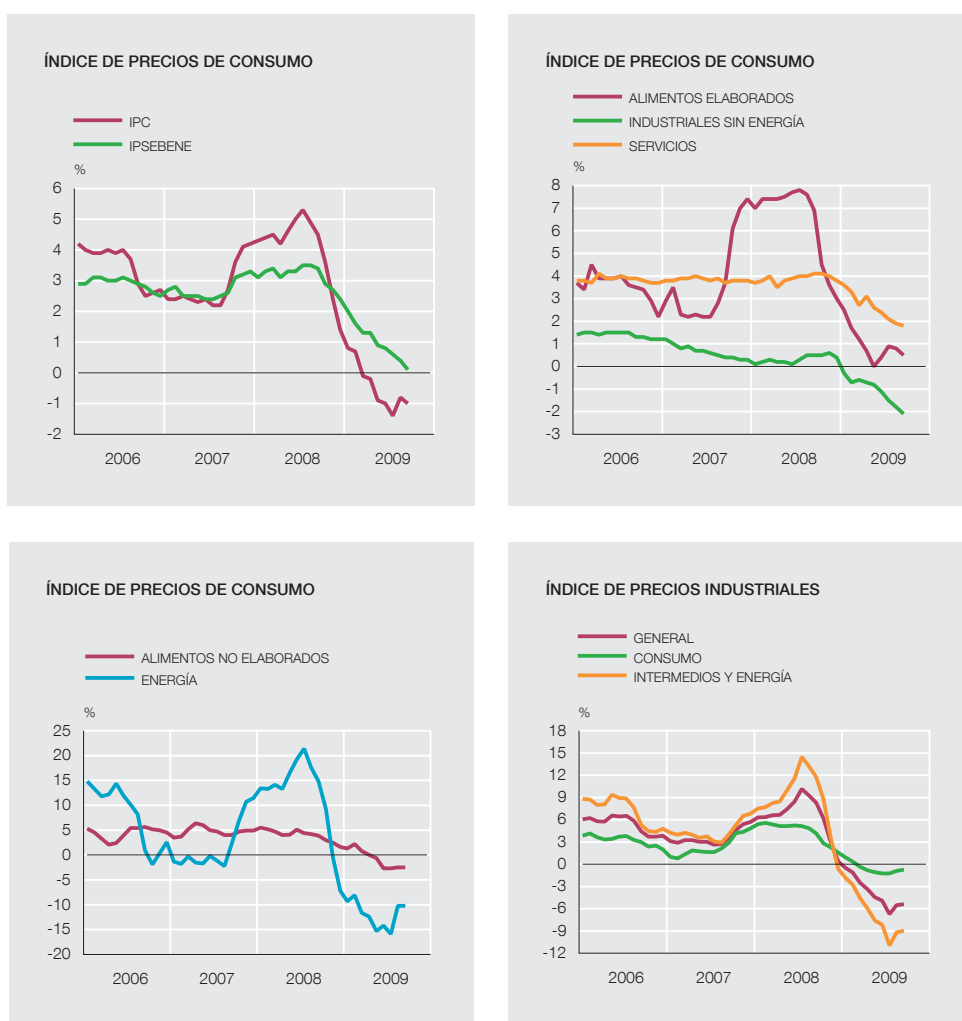 ÍNDICE DE PRECIOS DE CONSUMO
IPC
IPSEBENE
%
6
5
4
3
2
1
0
-1
-2
2006 2007 2008 2009
ÍNDICE DE PRECIOS DE CONSUMO
ALIMENTOS ELABORADOS
INDUSTRIALES SIN ENERGÍA
SERVICIOS
%
8
7
6
5
4
3
2
1
0
-1
-2
-3
2006 2007 2008 2009
ÍNDICE DE PRECIOS DE CONSUMO
ALIMENTOS NO ELABORADOS
ENERGÍA
%
25
20
15
10
5
0
-5
-10
-15
-20
2006 2007 2008 2009
ÍNDICE DE PRECIOS INDUSTRIALES
GENERAL
CONSUMO
INTERMEDIOS Y ENERGÍA
%
18
15
12
9
6
3
0
-3
-6
-9
-12
2006 2007 2008 2009